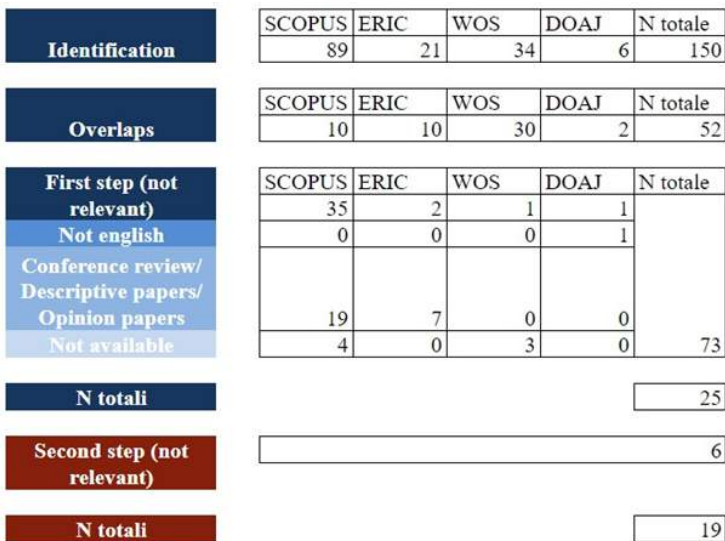 SCOPUS ERIC WOS DOAJ N totale
Identification 89 21 34 6 150
SCOPUS ERIC WOS DOAJ N totale
Overlaps 10 10 30 2 52
First step (not SCOPUS ERIC WOS DOAJ N totale
relevant) 35 2 1 1
Not english 0 0 0 1
Conference review/
Descriptive papers/
Opinion papers 19 7 0 0
Not available 4 0 3 0 73
N totali 25
Second step (not 6
relevant)
N totali 19